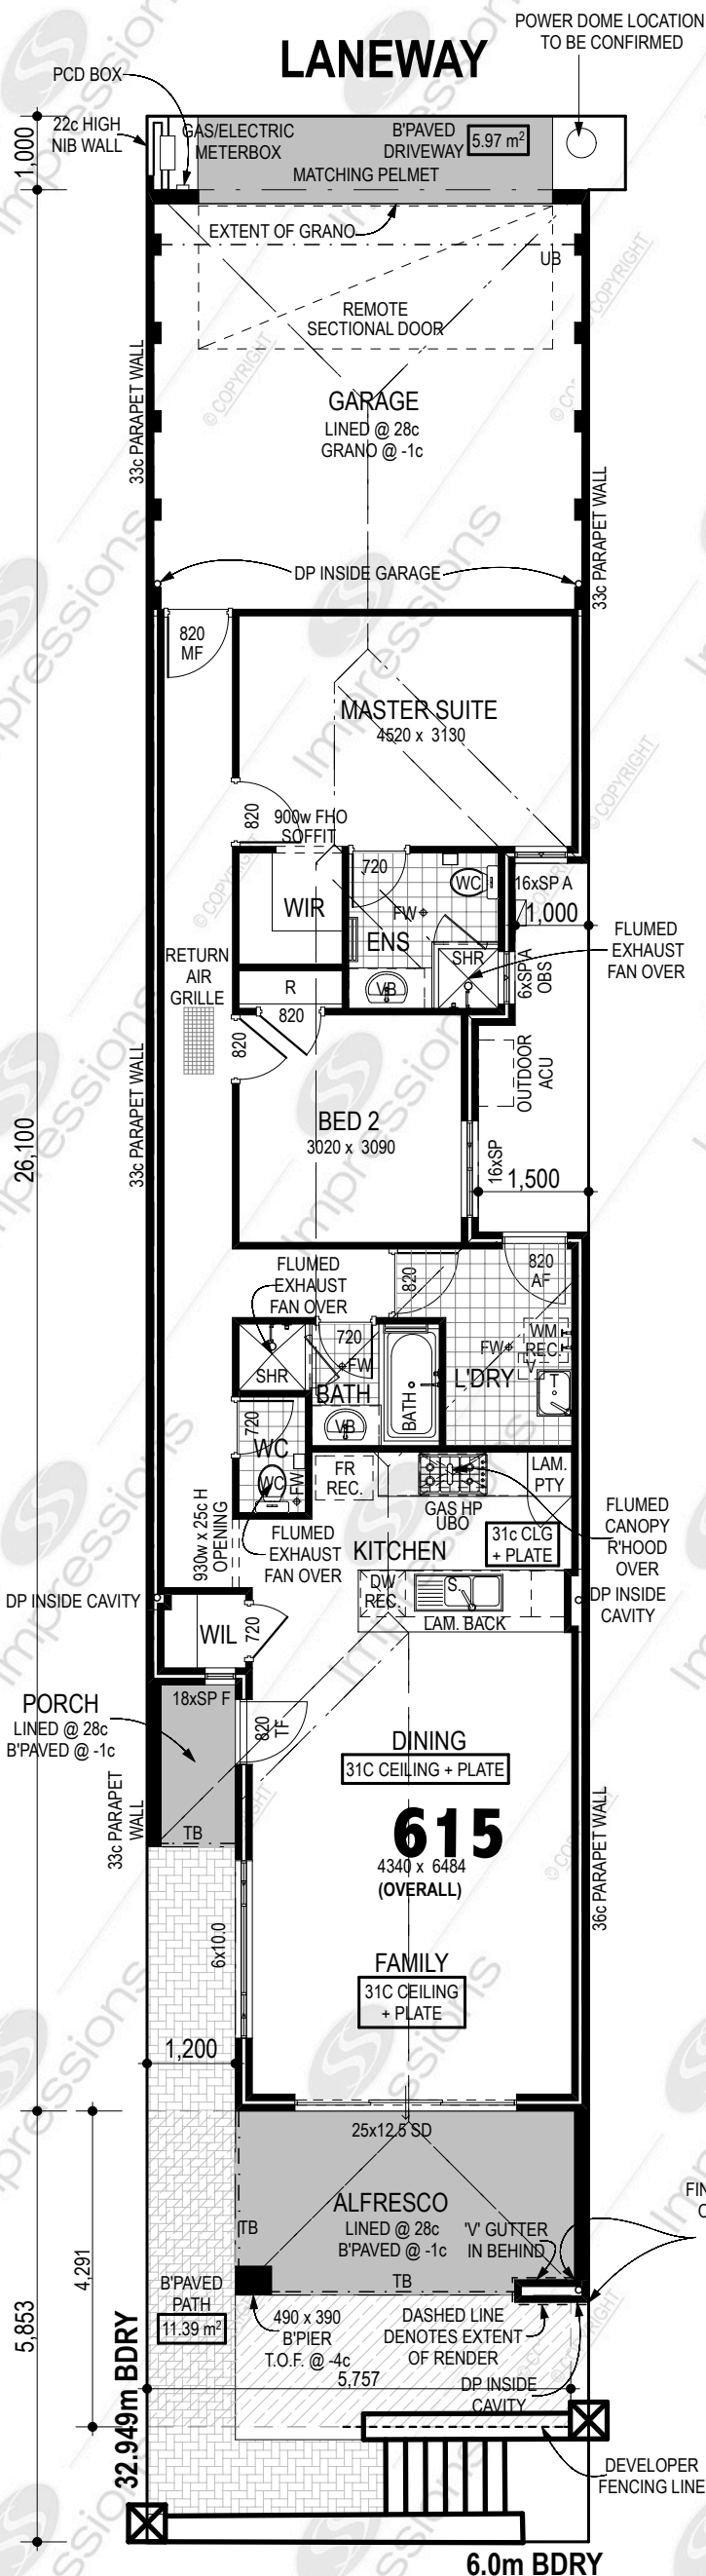 POWER DOME LOCATION
TO BE CONFIRMED
LANEWAY
PCD BOX
22c HIGH
NIB WALL
1,000
GAS/ELECTRIC
METERBOX
B'PAVED
DRIVEWAY
5.97 m²
MATCHING PELMET
EXTENT OF GRANO
UB
REMOTE
SECTIONAL DOOR
GARAGE
LINED @ 28c
GRANO @ -1c
33c PARAPET WALL
33c PARAPET WALL
DP INSIDE GARAGE
820
MF
MASTER SUITE
4520 x 3130
820
900w FHO
SOFFIT
WIR
720
WC
FW
ENS
SHR
VB
16xSP A
1,000
6xSP A
OBS
FLUMED
EXHAUST
FAN OVER
RETURN
AIR
GRILLE
R
820
820
OUTDOOR
ACU
BED 2
3020 x 3090
16xSP
1,500
33c PARAPET WALL
26,100
FLUMED
EXHAUST
FAN OVER
820
820
AF
720
FW
SHR
BATH
VB
BATH
FW
WM
REC.
L'DRY
T
720
WC
WC
FW
FR
REC.
GAS HP
UBO
LAM.
PTY
31c CLG
+ PLATE
FLUMED
CANOPY
R'HOOD
OVER
930w x 25c H
OPENING
FLUMED
EXHAUST
FAN OVER
KITCHEN
DW
REC.
S.
LAM. BACK
DP INSIDE CAVITY
DP INSIDE
CAVITY
WIL
720
PORCH
LINED @ 28c
B'PAVED @ -1c
18xSP F
820
TF
TB
33c PARAPET
WALL
DINING
31C CEILING + PLATE
615
4340 x 6484
(OVERALL)
36c PARAPET WALL
6x10.0
FAMILY
31C CEILING
+ PLATE
1,200
25x12.5 SD
ALFRESCO
LINED @ 28c
B'PAVED @ -1c
TB
'V' GUTTER
IN BEHIND
TB
4,291
5,853
B'PAVED
PATH
11.39 m²
490 x 390
B'PIER
T.O.F. @ -4c
DASHED LINE
DENOTES EXTENT
OF RENDER
5,757
DP INSIDE
CAVITY
32.949m BDRY
DEVELOPER
FENCING LINE
6.0m BDRY
Impressions
© COPYRIGHT